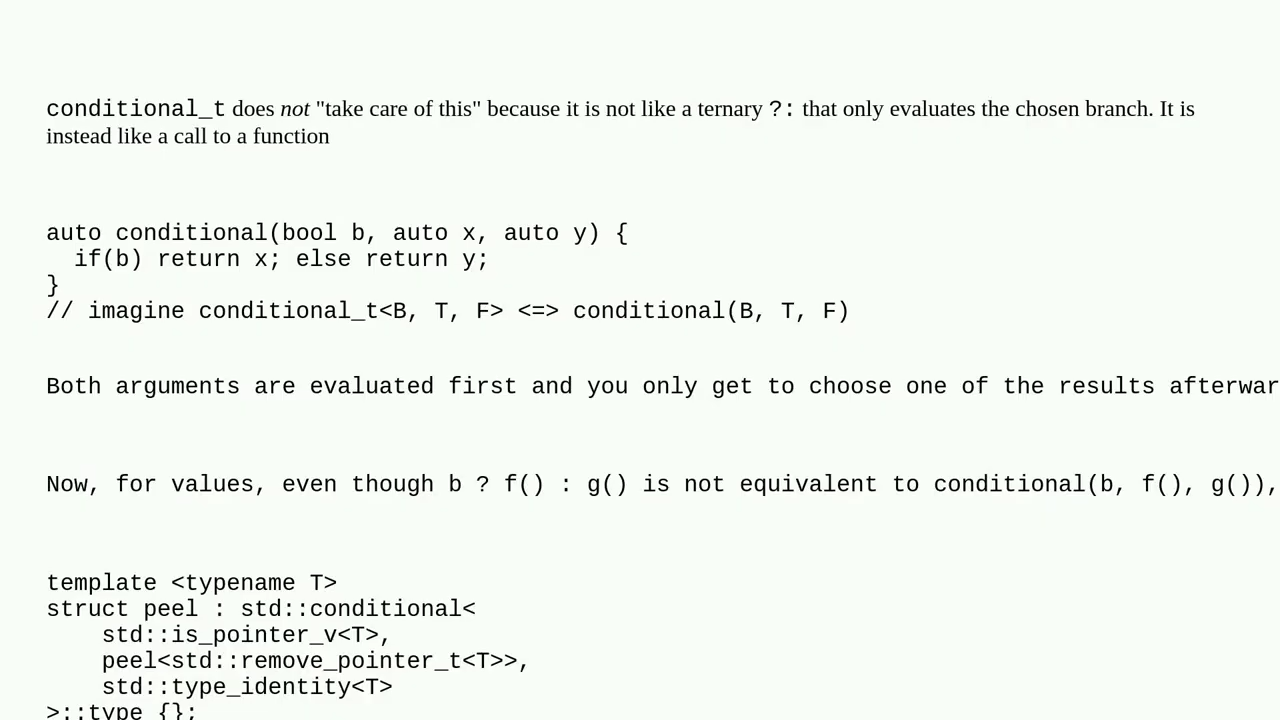 conditional_t does not "take care of this" because it is not like a ternary ?: that only evaluates the chosen branch. It is
instead like a call to a function
auto conditional(bool b, auto x, auto y) {
  if(b) return x; else return y;
}
// imagine conditional_t<B, T, F> <=> conditional(B, T, F)
Both arguments are evaluated first and you only get to choose one of the results afterwar
Now, for values, even though b ? f() : g() is not equivalent to conditional(b, f(), g()),
template <typename T>
struct peel : std::conditional<
    std::is_pointer_v<T>,
    peel<std::remove_pointer_t<T>>,
    std::type_identity<T>
>::type {};